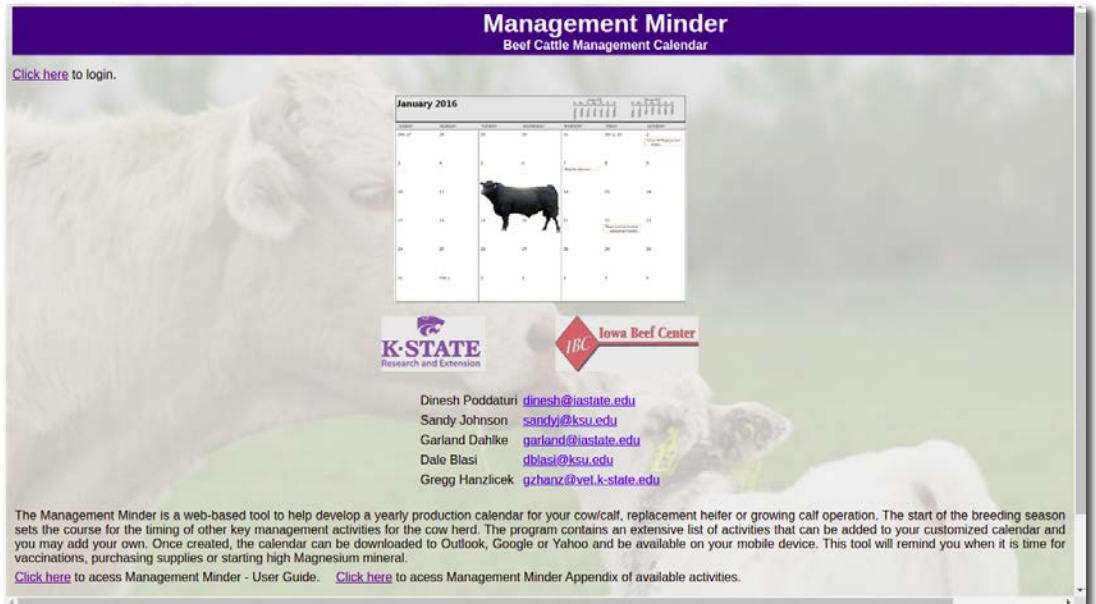 Management Minder
Beef Cattle Management Calendar
Click here to login.
January 2016
K-STATE
Research and Extension
IBC Iowa Beef Center
Dinesh Poddaturi dinesh@iastate.edu
Sandy Johnson sandyj@ksu.edu
Garland Dahlke garland@iastate.edu
Dale Blasi dblasi@ksu.edu
Gregg Hanzlicek gzhanz@vet.k-state.edu
The Management Minder is a web-based tool to help develop a yearly production calendar for your cow/calf, replacement heifer or growing calf operation. The start of the breeding season
sets the course for the timing of other key management activities for the cow herd. The program contains an extensive list of activities that can be added to your customized calendar and
you may add your own. Once created, the calendar can be downloaded to Outlook, Google or Yahoo and be available on your mobile device. This tool will remind you when it is time for
vaccinations, purchasing supplies or starting high Magnesium mineral.
Click here to acess Management Minder - User Guide. Click here to acess Management Minder Appendix of available activities.